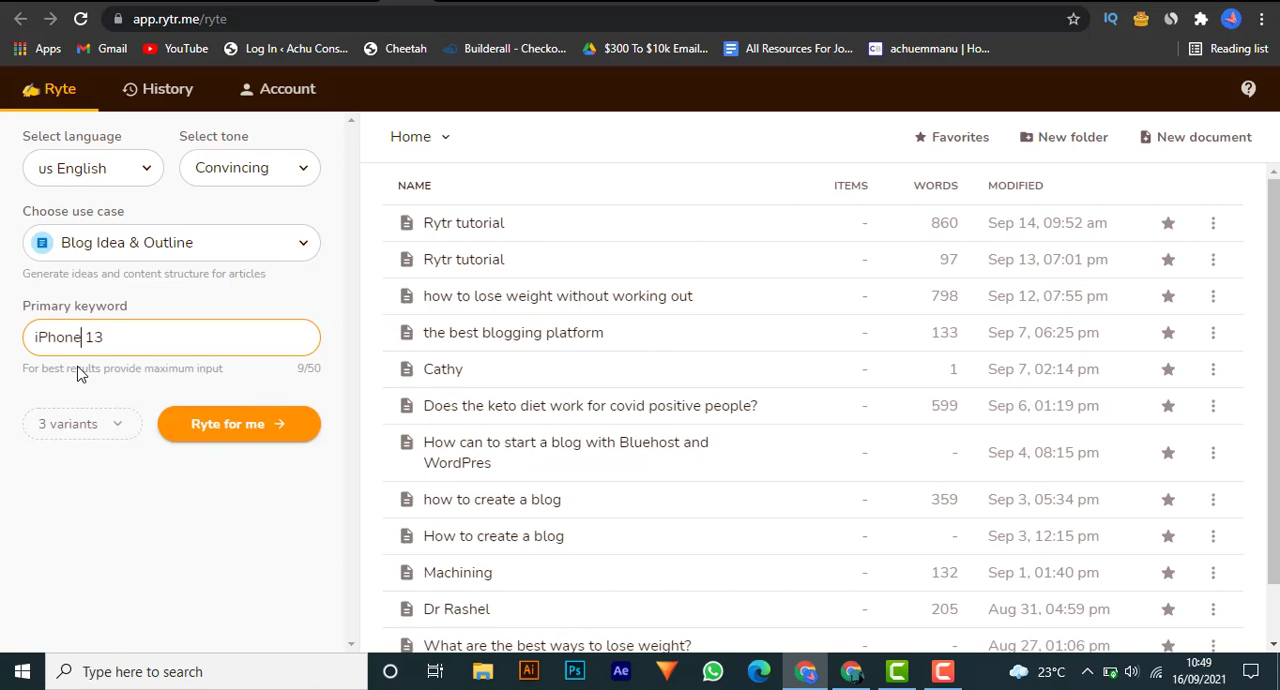 app.rytr.me/ryte
Apps
Gmail
YouTube
Log In ‹ Achu Cons...
Cheetah
Builderall - Checko...
$300 To $10k Email...
All Resources For Jo...
achuemmanu | Ho...
Reading list
Ryte
History
Account
Select language
Select tone
us English
Convincing
Choose use case
Blog Idea & Outline
Generate ideas and content structure for articles
Primary keyword
iPhone 13
For best results provide maximum input
9/50
3 variants
Ryte for me →
Home
Favorites
New folder
New document
NAME ITEMS WORDS MODIFIED
Rytr tutorial - 860 Sep 14, 09:52 am
Rytr tutorial - 97 Sep 13, 07:01 pm
how to lose weight without working out - 798 Sep 12, 07:55 pm
the best blogging platform - 133 Sep 7, 06:25 pm
Cathy - 1 Sep 7, 02:14 pm
Does the keto diet work for covid positive people? - 599 Sep 6, 01:19 pm
How can to start a blog with Bluehost and
WordPres - - Sep 4, 08:15 pm
how to create a blog - 359 Sep 3, 05:34 pm
How to create a blog - - Sep 3, 12:15 pm
Machining - 132 Sep 1, 01:40 pm
Dr Rashel - 205 Aug 31, 04:59 pm
What are the best ways to lose weight? - 645 Aug 27, 01:06 pm
Type here to search
Ai
Ps
Ae
23°C
10:49
16/09/2021